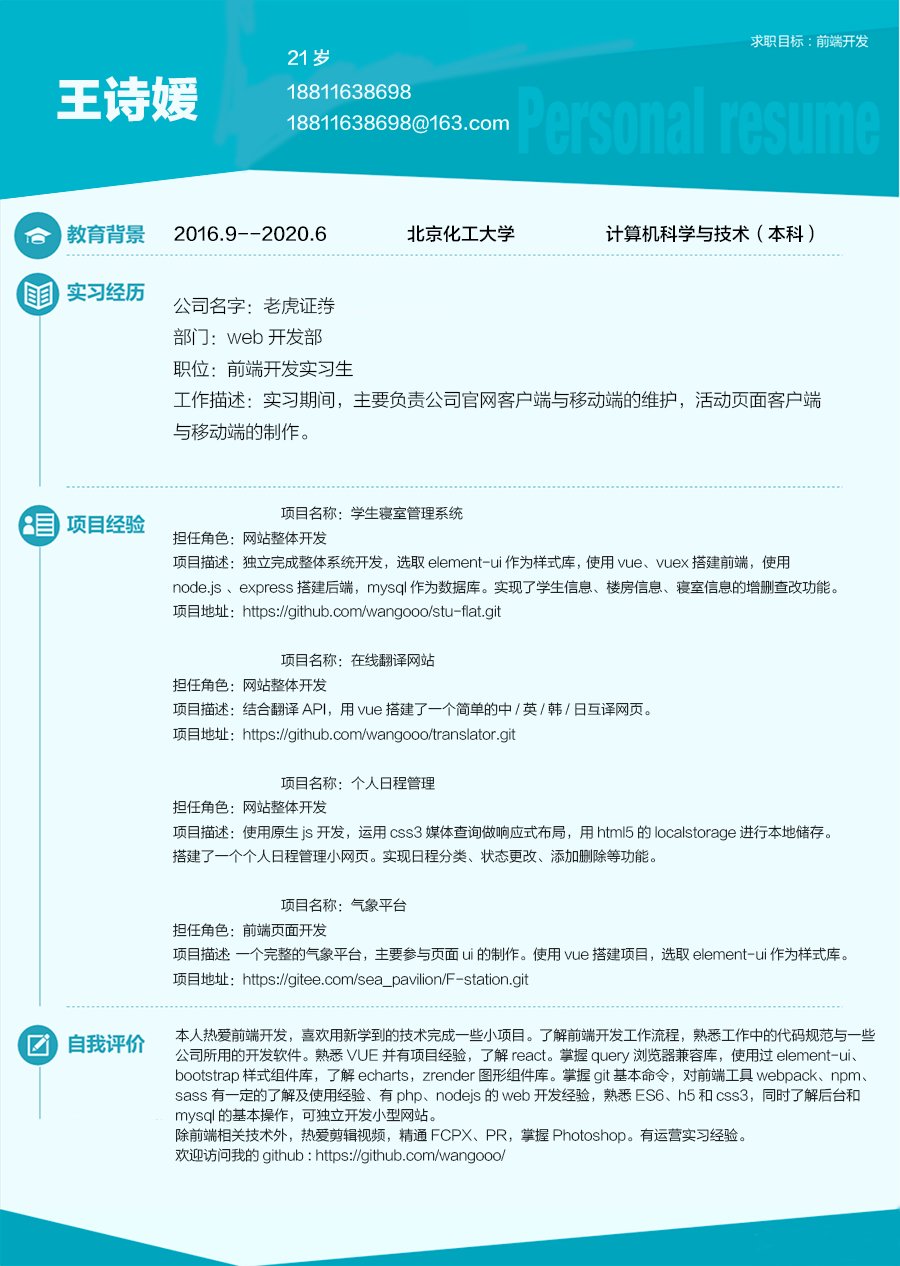 求职目标：前端开发
王诗媛
21 岁
18811638698
18811638698@163.com
Personal resume
教育背景 2016.9--2020.6 北京化工大学 计算机科学与技术（本科）
实习经历
公司名字：老虎证券
部门：web 开发部
职位：前端开发实习生
工作描述：实习期间，主要负责公司官网客户端与移动端的维护，活动页面客户端
与移动端的制作。
项目经验
项目名称：学生寝室管理系统
担任角色：网站整体开发
项目描述：独立完成整体系统开发，选取 element-ui 作为样式库，使用 vue、vuex 搭建前端，使用
node.js 、express 搭建后端，mysql 作为数据库。实现了学生信息、楼房信息、寝室信息的增删查改功能。
项目地址：https://github.com/wangooo/stu-flat.git
项目名称：在线翻译网站
担任角色：网站整体开发
项目描述：结合翻译 API，用 vue 搭建了一个简单的中 / 英 / 韩 / 日互译网页。
项目地址：https://github.com/wangooo/translator.git
项目名称：个人日程管理
担任角色：网站整体开发
项目描述：使用原生 js 开发，运用 css3 媒体查询做响应式布局，用 html5 的 localstorage 进行本地储存。
搭建了一个个人日程管理小网页。实现日程分类、状态更改、添加删除等功能。
项目名称：气象平台
担任角色：前端页面开发
项目描述：一个完整的气象平台，主要参与页面 ui 的制作。使用 vue 搭建项目，选取 element-ui 作为样式库。
项目地址：https://gitee.com/sea_pavilion/F-station.git
自我评价
本人热爱前端开发，喜欢用新学到的技术完成一些小项目。了解前端开发工作流程，熟悉工作中的代码规范与一些
公司所用的开发软件。熟悉 VUE 并有项目经验，了解 react。掌握 query 浏览器兼容库，使用过 element-ui、
bootstrap 样式组件库，了解 echarts，zrender 图形组件库。掌握 git 基本命令，对前端工具 webpack、npm、
sass 有一定的了解及使用经验、有 php、nodejs 的 web 开发经验，熟悉 ES6、h5 和 css3，同时了解后台和
mysql 的基本操作，可独立开发小型网站。
除前端相关技术外，热爱剪辑视频，精通 FCPX、PR，掌握 Photoshop。有运营实习经验。
欢迎访问我的 github : https://github.com/wangooo/